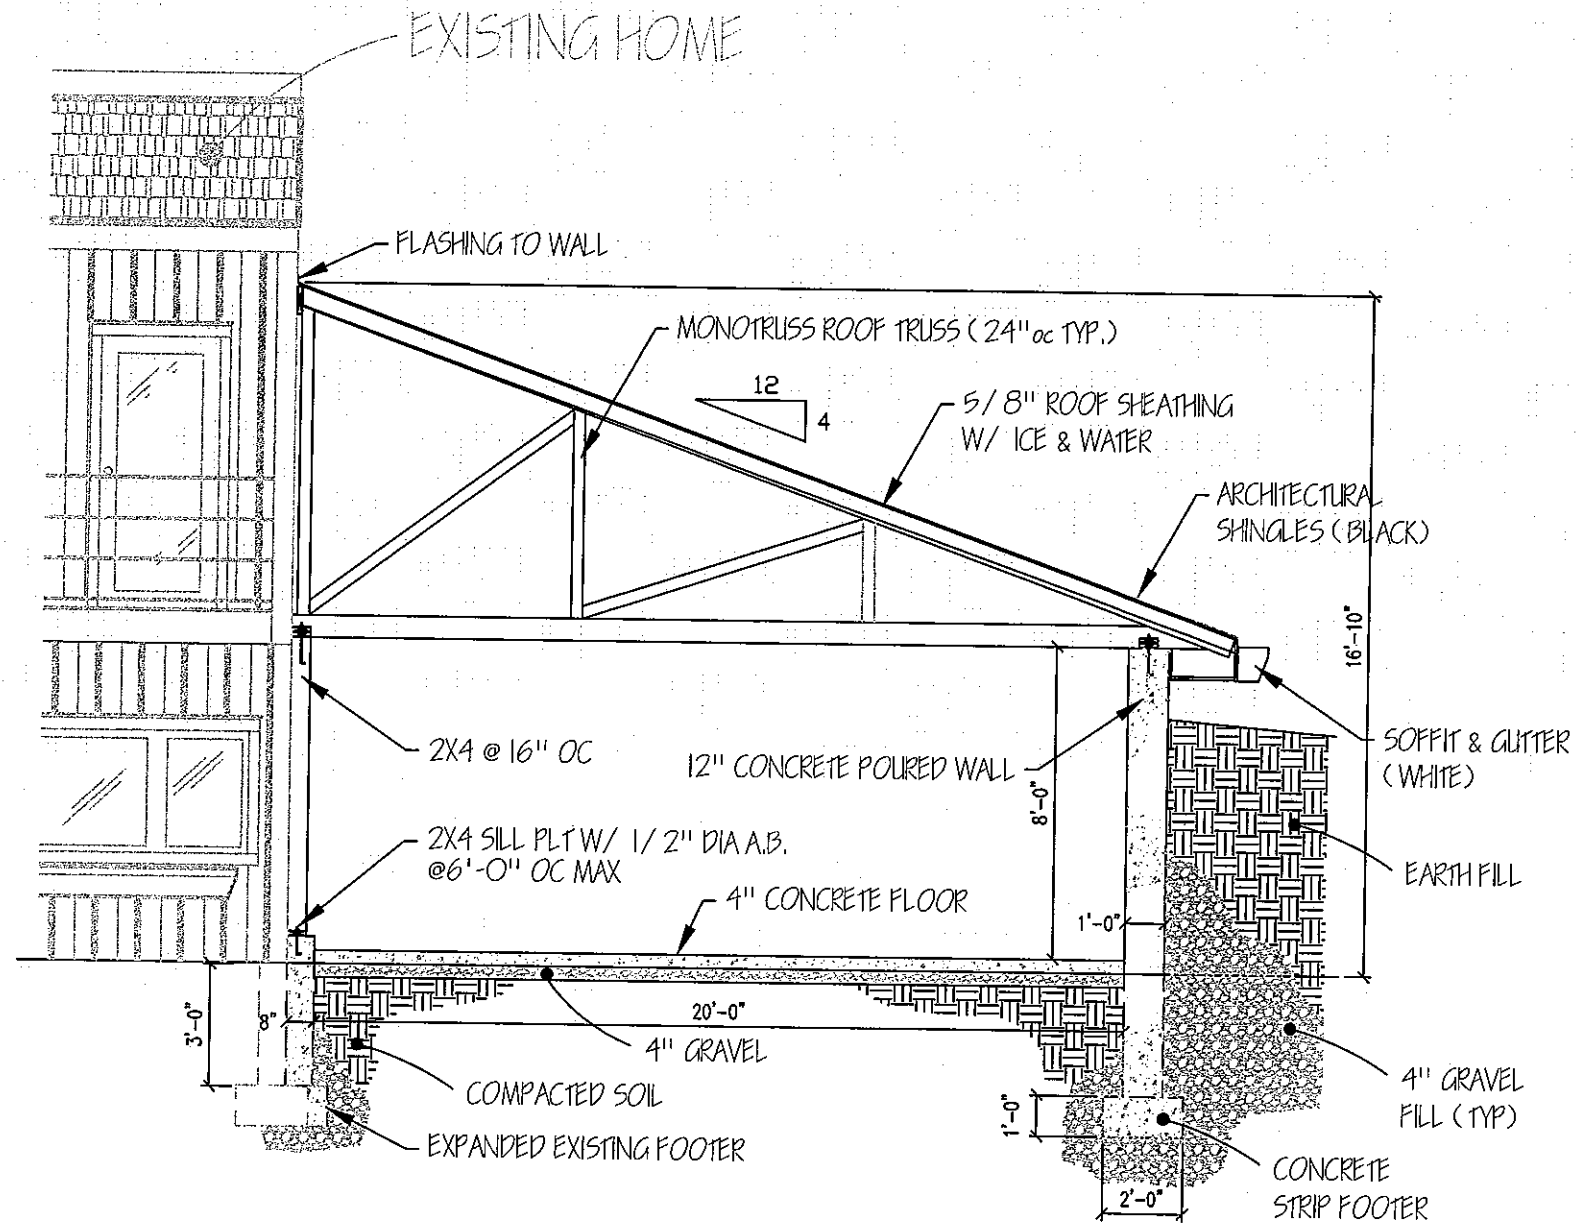 EXISTING HOME
FLASHING TO WALL
MONOTRUSS ROOF TRUSS (24"oc TYP.)
12
4
5/8" ROOF SHEATHING
W/ ICE & WATER
ARCHITECTURAL
SHINGLES (BLACK)
16'-10"
2X4 @ 16" OC
12" CONCRETE POURED WALL
8'-0"
SOFFIT & GUTTER
(WHITE)
2X4 SILL PLT W/ 1/2" DIA A.B.
@6'-0" OC MAX
EARTH FILL
4" CONCRETE FLOOR
1'-0"
3'-0"
8"
20'-0"
4" GRAVEL
COMPACTED SOIL
4" GRAVEL
FILL (TYP)
1'-0"
EXPANDED EXISTING FOOTER
CONCRETE
STRIP FOOTER
2'-0"